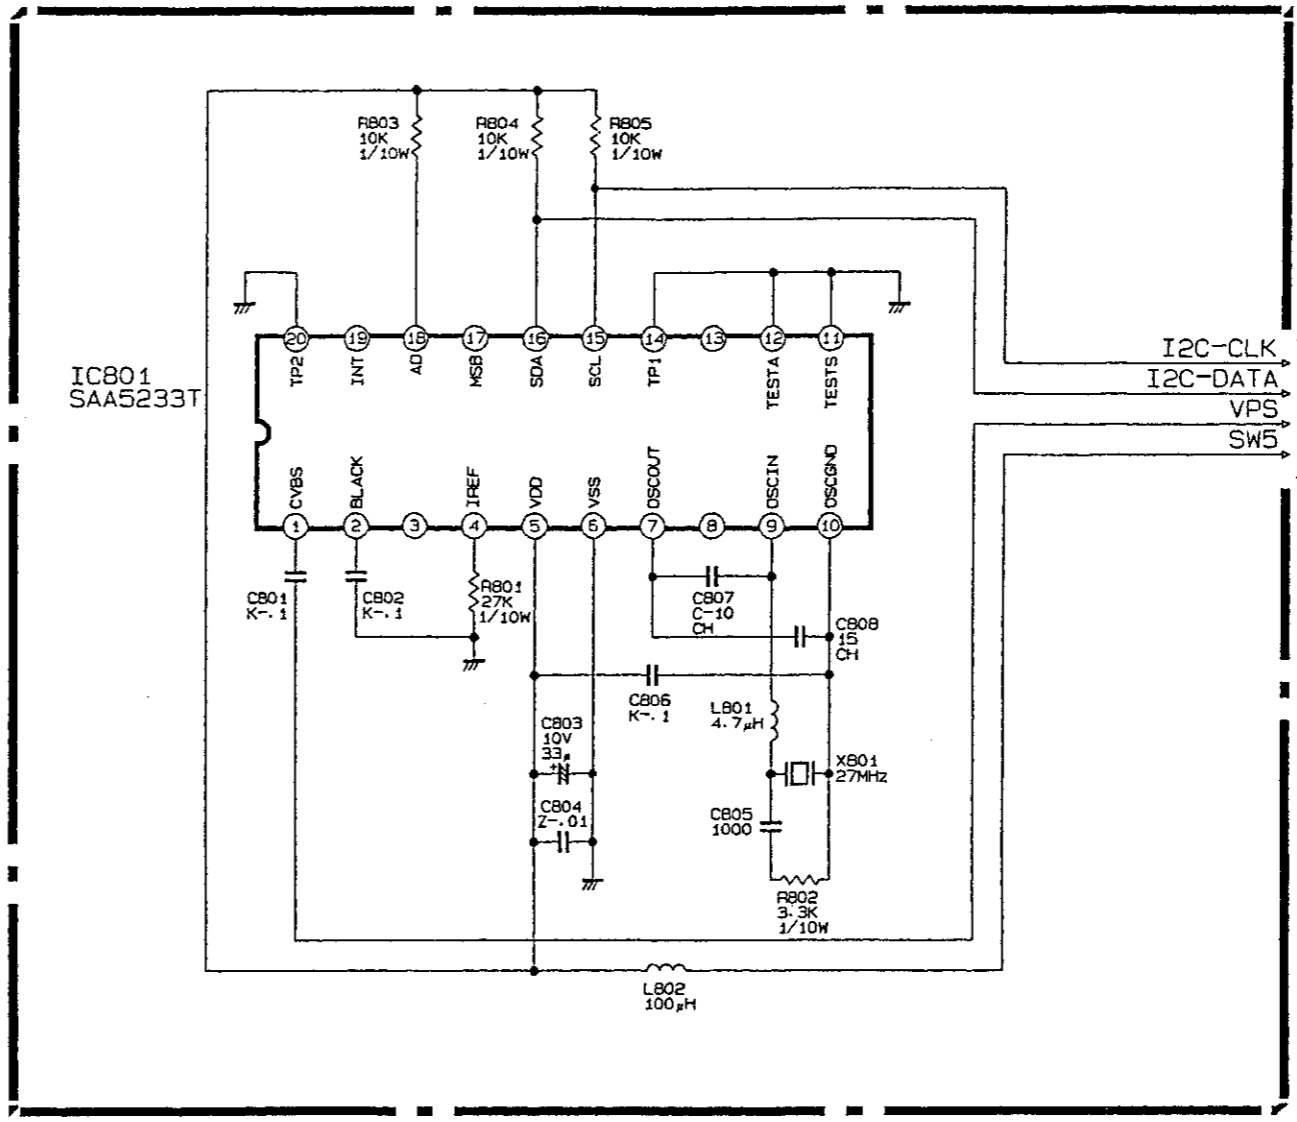 R803
10K
1/10W
R804
10K
1/10W
R805
10K
1/10W
20
19
18
17
16
15
14
13
12
11
TP2
INT
AD
MSB
SDA
SCL
TP1
TESTA
TESTS
I2C-CLK
I2C-DATA
VPS
SW5
IC801
SAA5233T
CVBS
BLACK
IREF
VDD
VSS
OSCOUT
OSCIN
OSCGND
1
2
3
4
5
6
7
8
9
10
C801
K-.1
C802
K-.1
R801
27K
1/10W
C807
C-10
CH
C808
15
CH
C806
K-.1
L801
4.7μH
C803
10V
33μ
+
X801
27MHz
C804
Z-.01
C805
1000
R802
3.3K
1/10W
L802
100μH